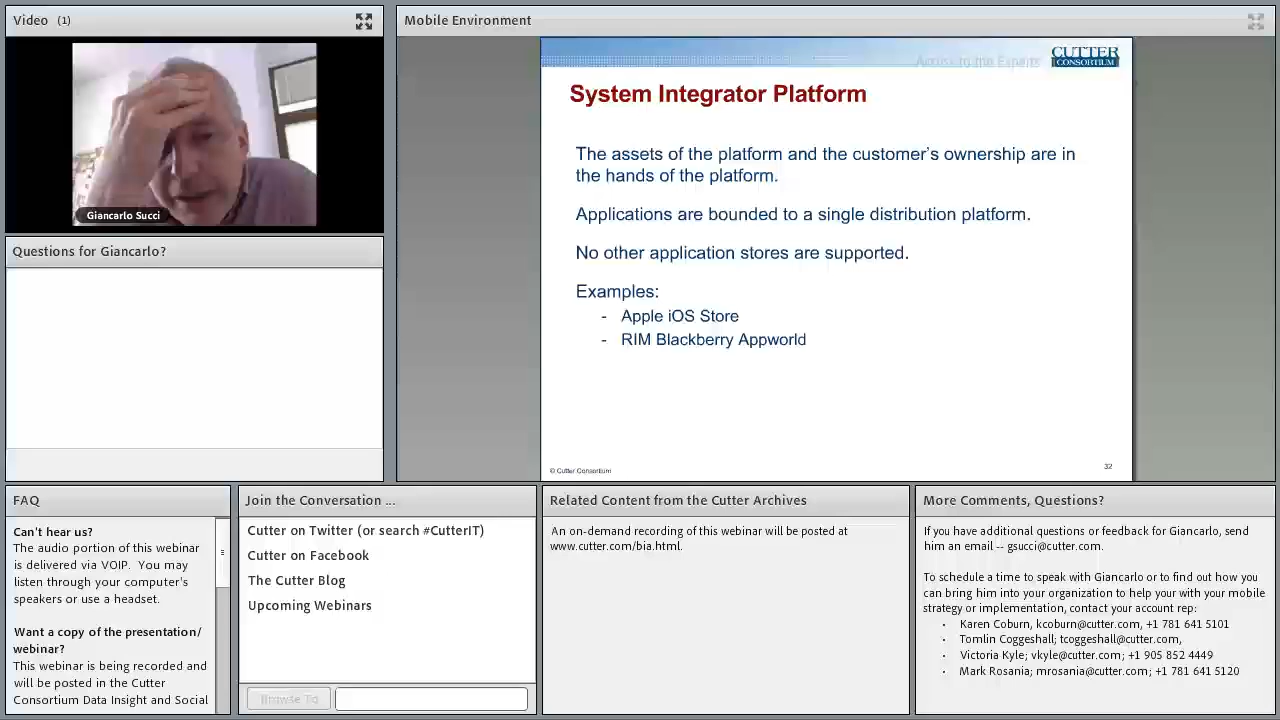 Video (1)
Giancarlo Succi
Questions for Giancarlo?
Mobile Environment
Access to the Experts
CUTTER
CONSORTIUM
System Integrator Platform
The assets of the platform and the customer's ownership are in
the hands of the platform.
Applications are bounded to a single distribution platform.
No other application stores are supported.
Examples:
- Apple iOS Store
- RIM Blackberry Appworld
© Cutter Consortium
32
FAQ
Can't hear us?
The audio portion of this webinar
is delivered via VOIP. You may
listen through your computer's
speakers or use a headset.
Want a copy of the presentation/
webinar?
This webinar is being recorded and
will be posted in the Cutter
Consortium Data Insight and Social
Join the Conversation ...
Cutter on Twitter (or search #CutterIT)
Cutter on Facebook
The Cutter Blog
Upcoming Webinars
Browse To
Related Content from the Cutter Archives
An on-demand recording of this webinar will be posted at
www.cutter.com/bia.html.
More Comments, Questions?
If you have additional questions or feedback for Giancarlo, send
him an email -- gsucci@cutter.com.
To schedule a time to speak with Giancarlo or to find out how you
can bring him into your organization to help your with your mobile
strategy or implementation, contact your account rep:
· Karen Coburn, kcoburn@cutter.com, +1 781 641 5101
· Tomlin Coggeshall; tcoggeshall@cutter.com,
· Victoria Kyle; vkyle@cutter.com; +1 905 852 4449
· Mark Rosania; mrosania@cutter.com; +1 781 641 5120